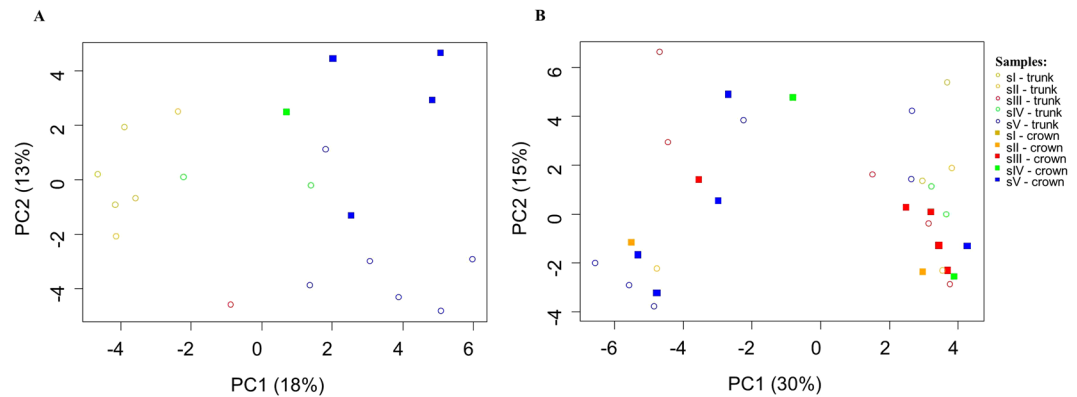 A
B
4
2
0
-2
-4
PC2 (13%)
-4
-2
0
2
4
6
PC1 (18%)
6
4
2
0
-2
-4
PC2 (15%)
-6
-4
-2
0
2
4
PC1 (30%)
Samples:
sI - trunk
sII - trunk
sIII - trunk
sIV - trunk
sV - trunk
sI - crown
sII - crown
sIII - crown
sIV - crown
sV - crown